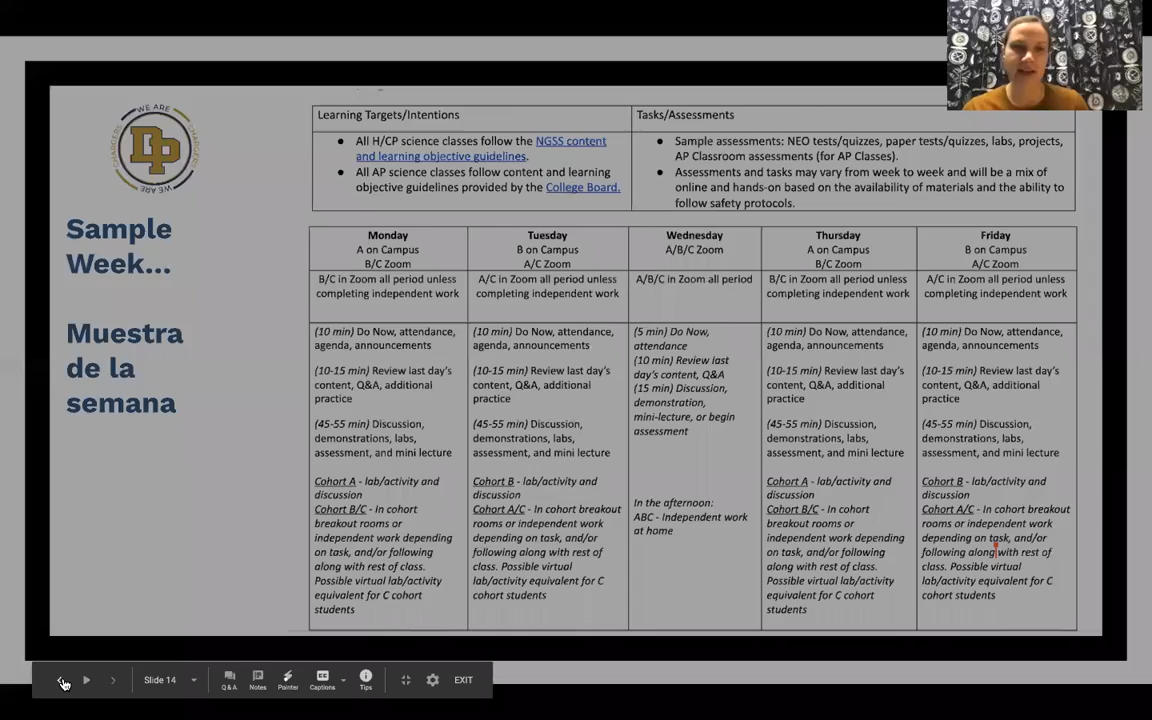 WE ARE
CHARGERS
DP
CHARGERS
WE ARE
Sample
Week...
Muestra
de la
semana
Learning Targets/Intentions
● All H/CP science classes follow the NGSS content
and learning objective guidelines.
● All AP science classes follow content and learning
objective guidelines provided by the College Board.
Tasks/Assessments
● Sample assessments: NEO tests/quizzes, paper tests/quizzes, labs, projects,
AP Classroom assessments (for AP Classes).
● Assessments and tasks may vary from week to week and will be a mix of
online and hands-on based on the availability of materials and the ability to
follow safety protocols.
Monday
A on Campus
B/C Zoom
B/C in Zoom all period unless
completing independent work
(10 min) Do Now, attendance,
agenda, announcements
(10-15 min) Review last day's
content, Q&A, additional
practice
(45-55 min) Discussion,
demonstrations, labs,
assessment, and mini lecture
Cohort A - lab/activity and
discussion
Cohort B/C - In cohort
breakout rooms or
independent work depending
on task, and/or following
along with rest of class.
Possible virtual lab/activity
equivalent for C cohort
students
Tuesday
B on Campus
A/C Zoom
A/C in Zoom all period unless
completing independent work
(10 min) Do Now, attendance,
agenda, announcements
(10-15 min) Review last day's
content, Q&A, additional
practice
(45-55 min) Discussion,
demonstrations, labs,
assessment, and mini lecture
Cohort B - lab/activity and
discussion
Cohort A/C - In cohort breakout
rooms or independent work
depending on task, and/or
following along with rest of
class. Possible virtual
lab/activity equivalent for C
cohort students
Wednesday
A/B/C Zoom
A/B/C in Zoom all period
(5 min) Do Now,
attendance
(10 min) Review last
day's content, Q&A
(15 min) Discussion,
demonstration,
mini-lecture, or begin
assessment
In the afternoon:
ABC - Independent work
at home
Thursday
A on Campus
B/C Zoom
B/C in Zoom all period unless
completing independent work
(10 min) Do Now, attendance,
agenda, announcements
(10-15 min) Review last day's
content, Q&A, additional
practice
(45-55 min) Discussion,
demonstrations, labs,
assessment, and mini lecture
Cohort A - lab/activity and
discussion
Cohort B/C - In cohort
breakout rooms or
independent work depending
on task, and/or following
along with rest of class.
Possible virtual lab/activity
equivalent for C cohort
students
Friday
B on Campus
A/C Zoom
A/C in Zoom all period unless
completing independent work
(10 min) Do Now, attendance,
agenda, announcements
(10-15 min) Review last day's
content, Q&A, additional
practice
(45-55 min) Discussion,
demonstrations, labs,
assessment, and mini lecture
Cohort B - lab/activity and
discussion
Cohort A/C - In cohort breakout
rooms or independent work
depending on task, and/or
following along with rest of
class. Possible virtual
lab/activity equivalent for C
cohort students
Slide 14
Q & A
Notes
Pointer
CC
Captions
Tips
EXIT